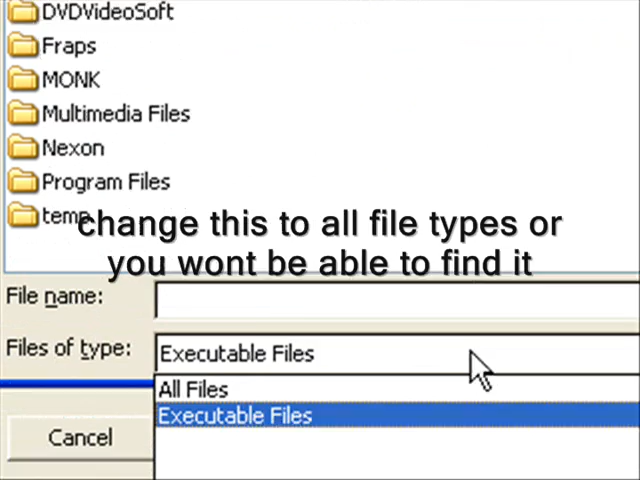 DVDVideoSoft
Fraps
MONK
Multimedia Files
Nexon
Program Files
temp
change this to all file types or
you wont be able to find it
File name:
Files of type:
Executable Files
All Files
Executable Files
Cancel